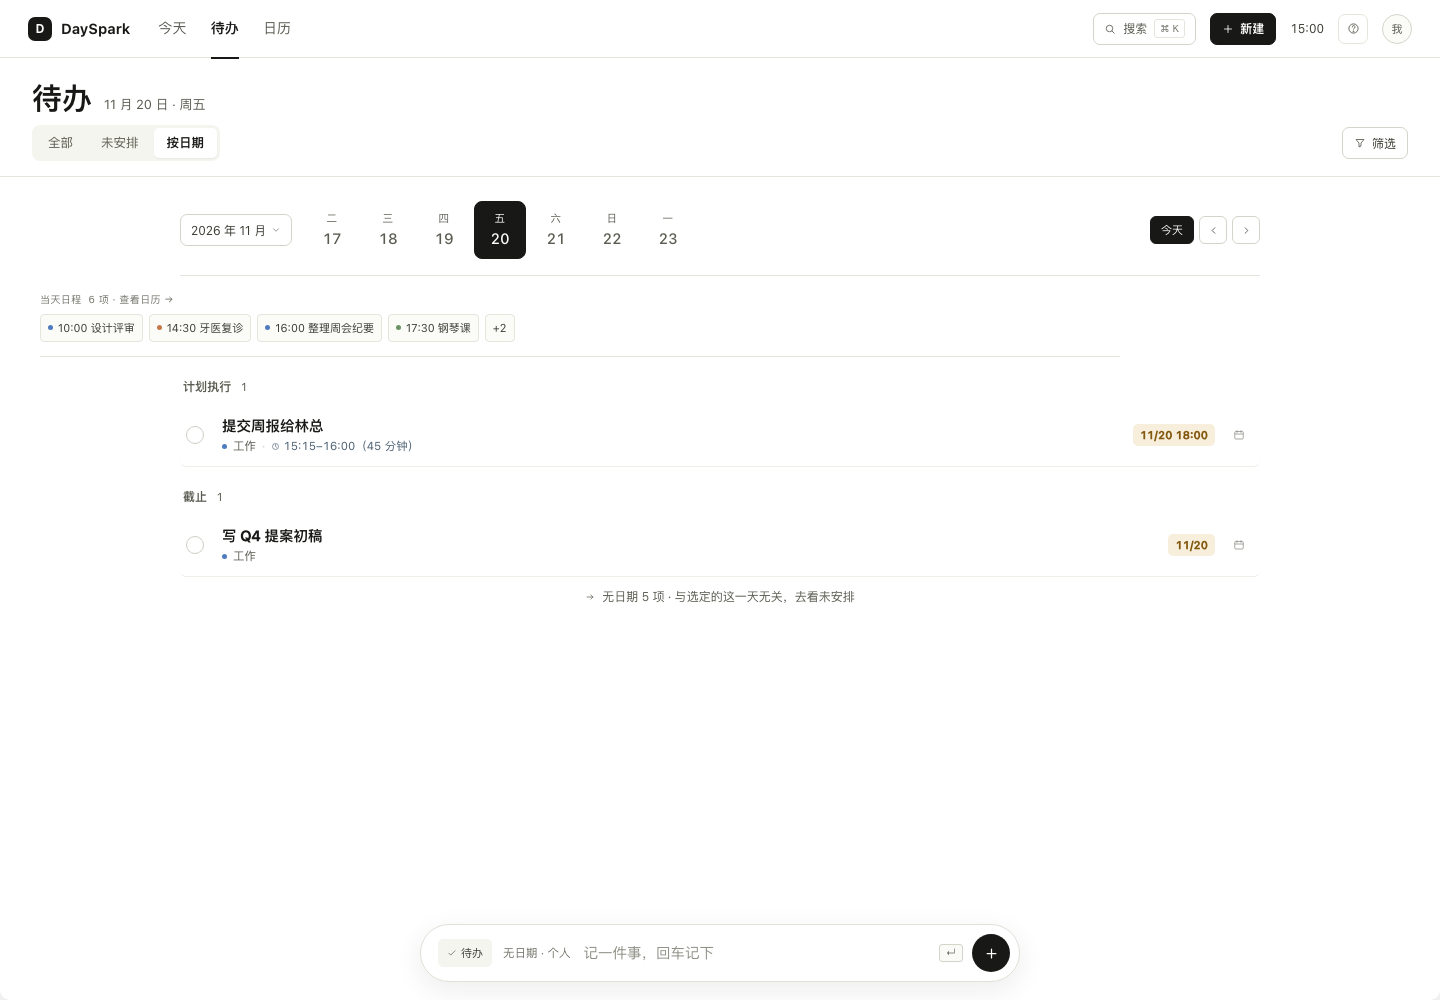 D DaySpark 今天 待办 日历 搜索 ⌘ K + 新建 15:00 我
待办 11 月 20 日 · 周五
全部 未安排 按日期 筛选
2026 年 11 月 二 三 四 五 六 日 一 今天
17 18 19 20 21 22 23
当天日程 6 项 · 查看日历 →
10:00 设计评审 14:30 牙医复诊 16:00 整理周会纪要 17:30 钢琴课 +2
计划执行 1
提交周报给林总
工作 · 15:15–16:00（45 分钟） 11/20 18:00
截止 1
写 Q4 提案初稿
工作 11/20
→ 无日期 5 项 · 与选定的这一天无关，去看未安排
待办 无日期 · 个人 记一件事，回车记下